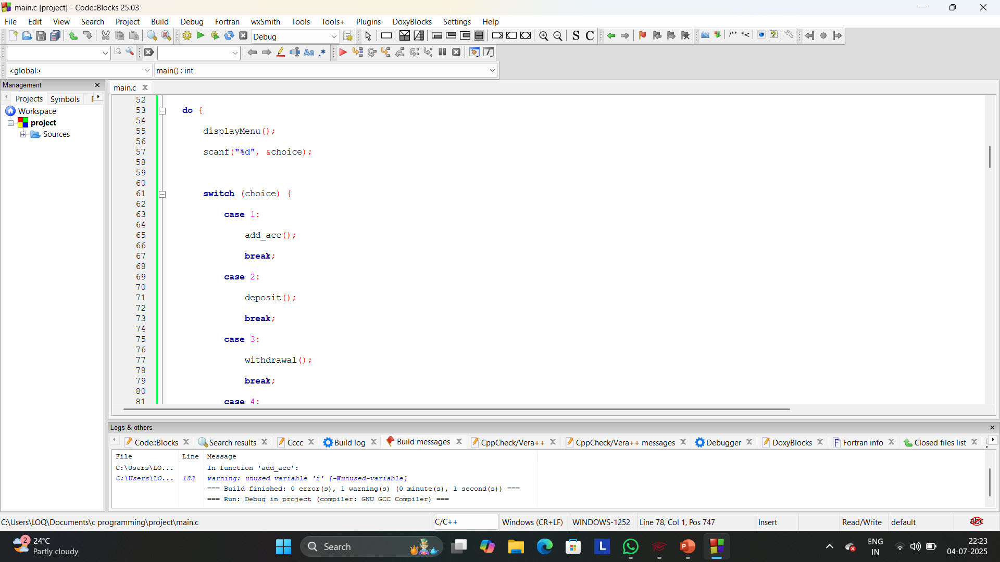 main.c [project] - Code::Blocks 25.03
File Edit View Search Project Build Debug Fortran wxSmith Tools Tools+ Plugins DoxyBlocks Settings Help
Debug
S C /** *<
Aa .*
<global> main() : int
Management
main.c
Projects Symbols
Workspace
project
Sources
52
53 do {
54
55 displayMenu();
56
57 scanf("%d", &choice);
58
59
60
61 switch (choice) {
62
63 case 1:
64
65 add_acc();
66
67 break;
68
69 case 2:
70
71 deposit();
72
73 break;
74
75 case 3:
76
77 withdrawal();
78
79 break;
80
81 case 4:
Logs & others
Code::Blocks Search results Cccc Build log Build messages CppCheck/Vera++ CppCheck/Vera++ messages Debugger DoxyBlocks Fortran info Closed files list
File Line Message
C:\Users\LO... In function 'add_acc':
C:\Users\LO... 183 warning: unused variable 'i' [-Wunused-variable]
=== Build finished: 0 error(s), 1 warning(s) (0 minute(s), 1 second(s)) ===
=== Run: Debug in project (compiler: GNU GCC Compiler) ===
C:\Users\LOQ\Documents\c programming\project\main.c C/C++ Windows (CR+LF) WINDOWS-1252 Line 78, Col 1, Pos 747 Insert Read/Write default abc
2
24°C
Partly cloudy
Search
L
P
ENG
IN
22:23
04-07-2025